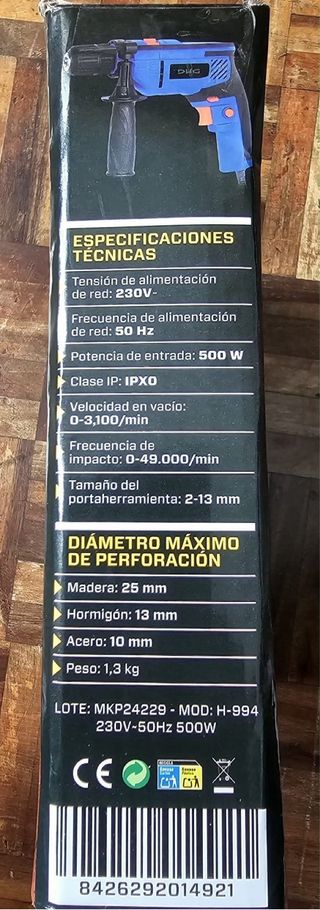 DHG
ESPECIFICACIONES
TÉCNICAS
Tensión de alimentación
de red: 230V~
Frecuencia de alimentación
de red: 50 Hz
Potencia de entrada: 500 W
Clase IP: IPX0
Velocidad en vacío:
0-3,100/min
Frecuencia de
impacto: 0-49.000/min
Tamaño del
portaherramienta: 2-13 mm
DIÁMETRO MÁXIMO
DE PERFORACIÓN
Madera: 25 mm
Hormigón: 13 mm
Acero: 10 mm
Peso: 1,3 kg
LOTE: MKP24229 - MOD: H-994
230V~50Hz 500W
CE
8426292014921